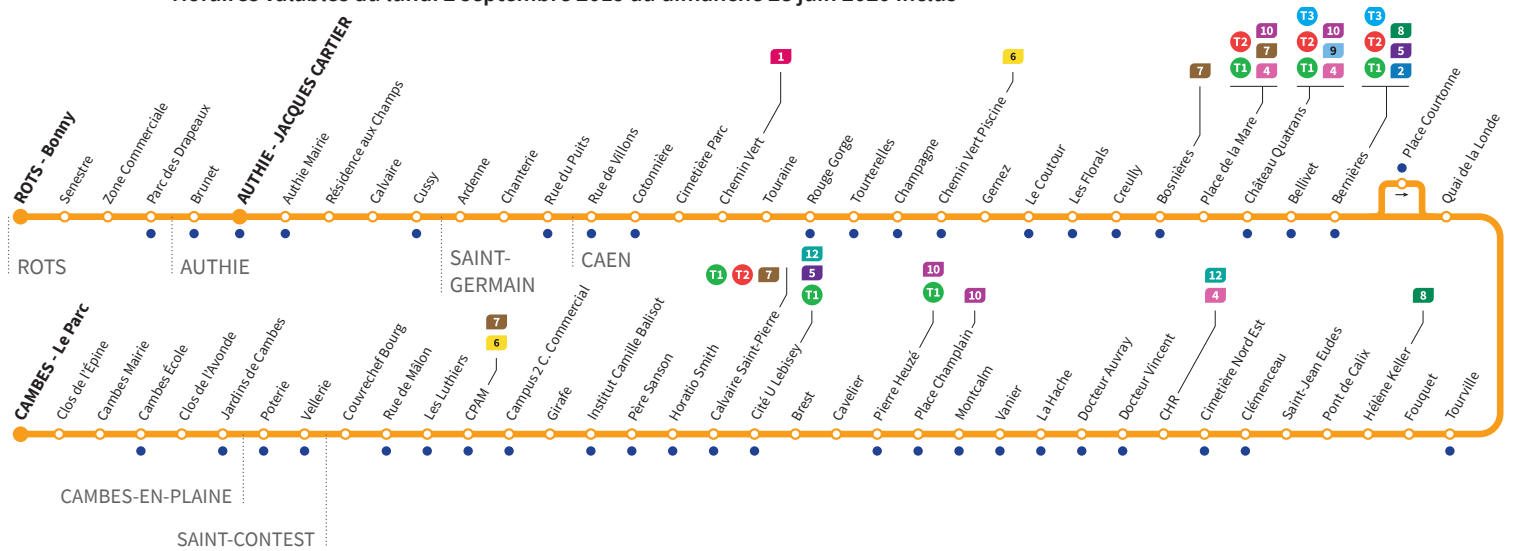 ROTS - Bonny
Senestre
Zone Commerciale
Parc des Drapeaux
Brunet
AUTHIE - JACQUES CARTIER
Authie Mairie
Résidence aux Champs
Calvaire
Cussy
Ardenne
Chanterie
Rue du Puits
Rue de Villons
Cotonnière
Cimetière Parc
Chemin Vert
1
Touraine
Rouge Gorge
Tourterelles
Champagne
Chemin Vert Piscine
6
Gernez
Le Coutour
Les Florals
Creully
Bosnières
7
Place de la Mare
T2 10
7
T1 4
Château Quatrans
T3
T2 10
9
T1 4
Bellivet
Bernières
T3
T2 8
5
T1 2
Place Courtonne
→
Quai de la Londe
ROTS
AUTHIE
SAINT-
GERMAIN
CAEN
CAMBES - Le Parc
Clos de l'Épine
Cambes Mairie
Cambes École
Clos de l'Avonde
Jardins de Cambes
Poterie
Vellerie
Couvrechef Bourg
Rue de Mâlon
Les Luthiers
CPAM
7
6
Campus 2 C. Commercial
Girafe
Institut Camille Balisot
Père Sanson
Horatio Smith
Calvaire Saint-Pierre
T1 T2 7
Cité U Lebisey
12
5
T1
Brest
Cavelier
Pierre Heuzé
10
T1
Place Champlain
10
Montcalm
Vanier
La Hache
Docteur Auray
Docteur Vincent
CHR
12
4
Cimetière Nord Est
Clémenceau
Saint-Jean Eudes
Pont de Calix
Hélène Keller
8
Fouquet
Tourville
CAMBES-EN-PLAINE
SAINT-CONTEST